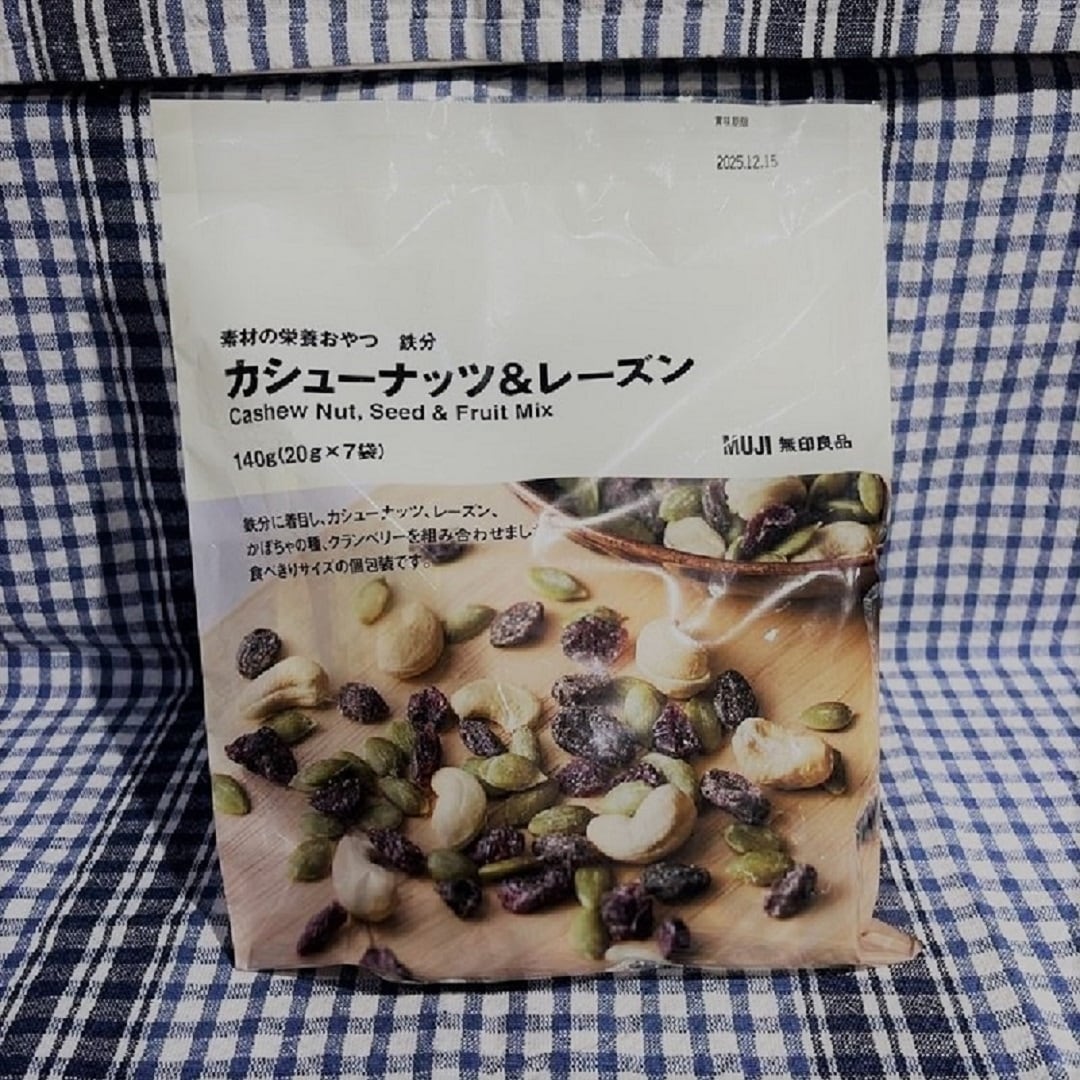 賞味期限
2025.12.15
素材の栄養おやつ 鉄分
カシューナッツ&レーズン
Cashew Nut, Seed & Fruit Mix
140g(20g×7袋)
MUJI 無印良品
鉄分に着目し、カシューナッツ、レーズン、
かぼちゃの種、クランベリーを組み合わせまし
食べきりサイズの個包装です。